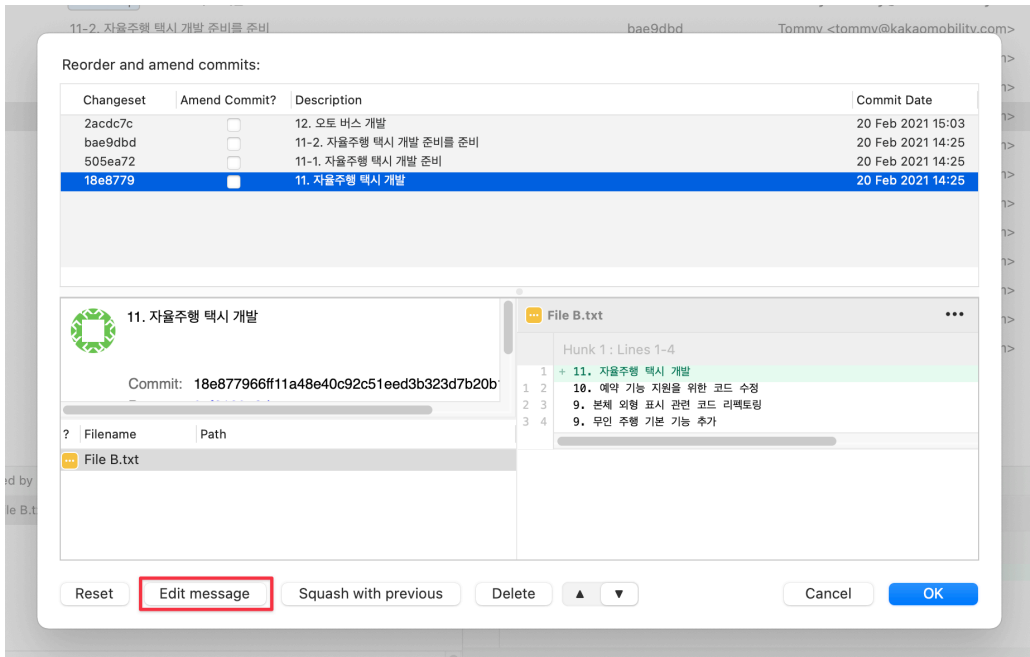 11-2. 자율주행 택시 개발 준비를 준비 bae9dbd Tommy <tommy@kakaomobility.com>
Reorder and amend commits:
Changeset Amend Commit? Description Commit Date
2acdc7c 12. 오토 버스 개발 20 Feb 2021 15:03
bae9dbd 11-2. 자율주행 택시 개발 준비를 준비 20 Feb 2021 14:25
505ea72 11-1. 자율주행 택시 개발 준비 20 Feb 2021 14:25
18e8779 11. 자율주행 택시 개발 20 Feb 2021 14:25
11. 자율주행 택시 개발
Commit: 18e877966ff11a48e40c92c51eed3b323d7b20b
? Filename Path
File B.txt
File B.txt
Hunk 1 : Lines 1-4
1 + 11. 자율주행 택시 개발
1 2 10. 예약 기능 지원을 위한 코드 수정
2 3 9. 본체 외형 표시 관련 코드 리펙토링
3 4 9. 무인 주행 기본 기능 추가
ed by
le B.t
Reset Edit message Squash with previous Delete ▲ ▼ Cancel OK